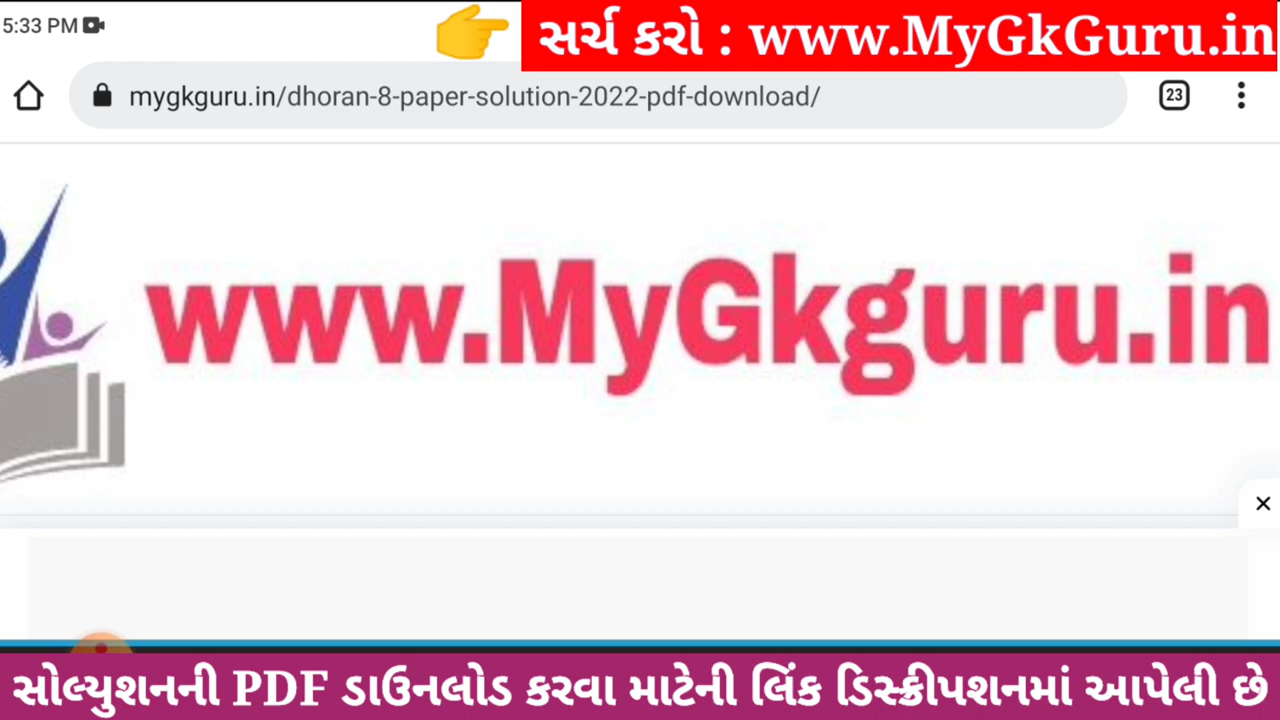 5:33 PM
સર્ચ કરો : www.MyGkGuru.in
mygkguru.in/dhoran-8-paper-solution-2022-pdf-download/
23
www.MyGkguru.in
સોલ્યુશનની PDF ડાઉનલોડ કરવા માટેની લિંક ડિસ્ક્રીપશનમાં આપેલી છે